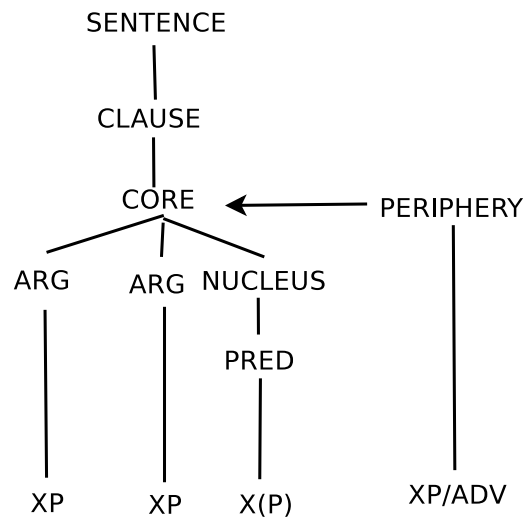 SENTENCE
CLAUSE
CORE
PERIPHERY
ARG ARG NUCLEUS
PRED
XP XP X(P) XP/ADV